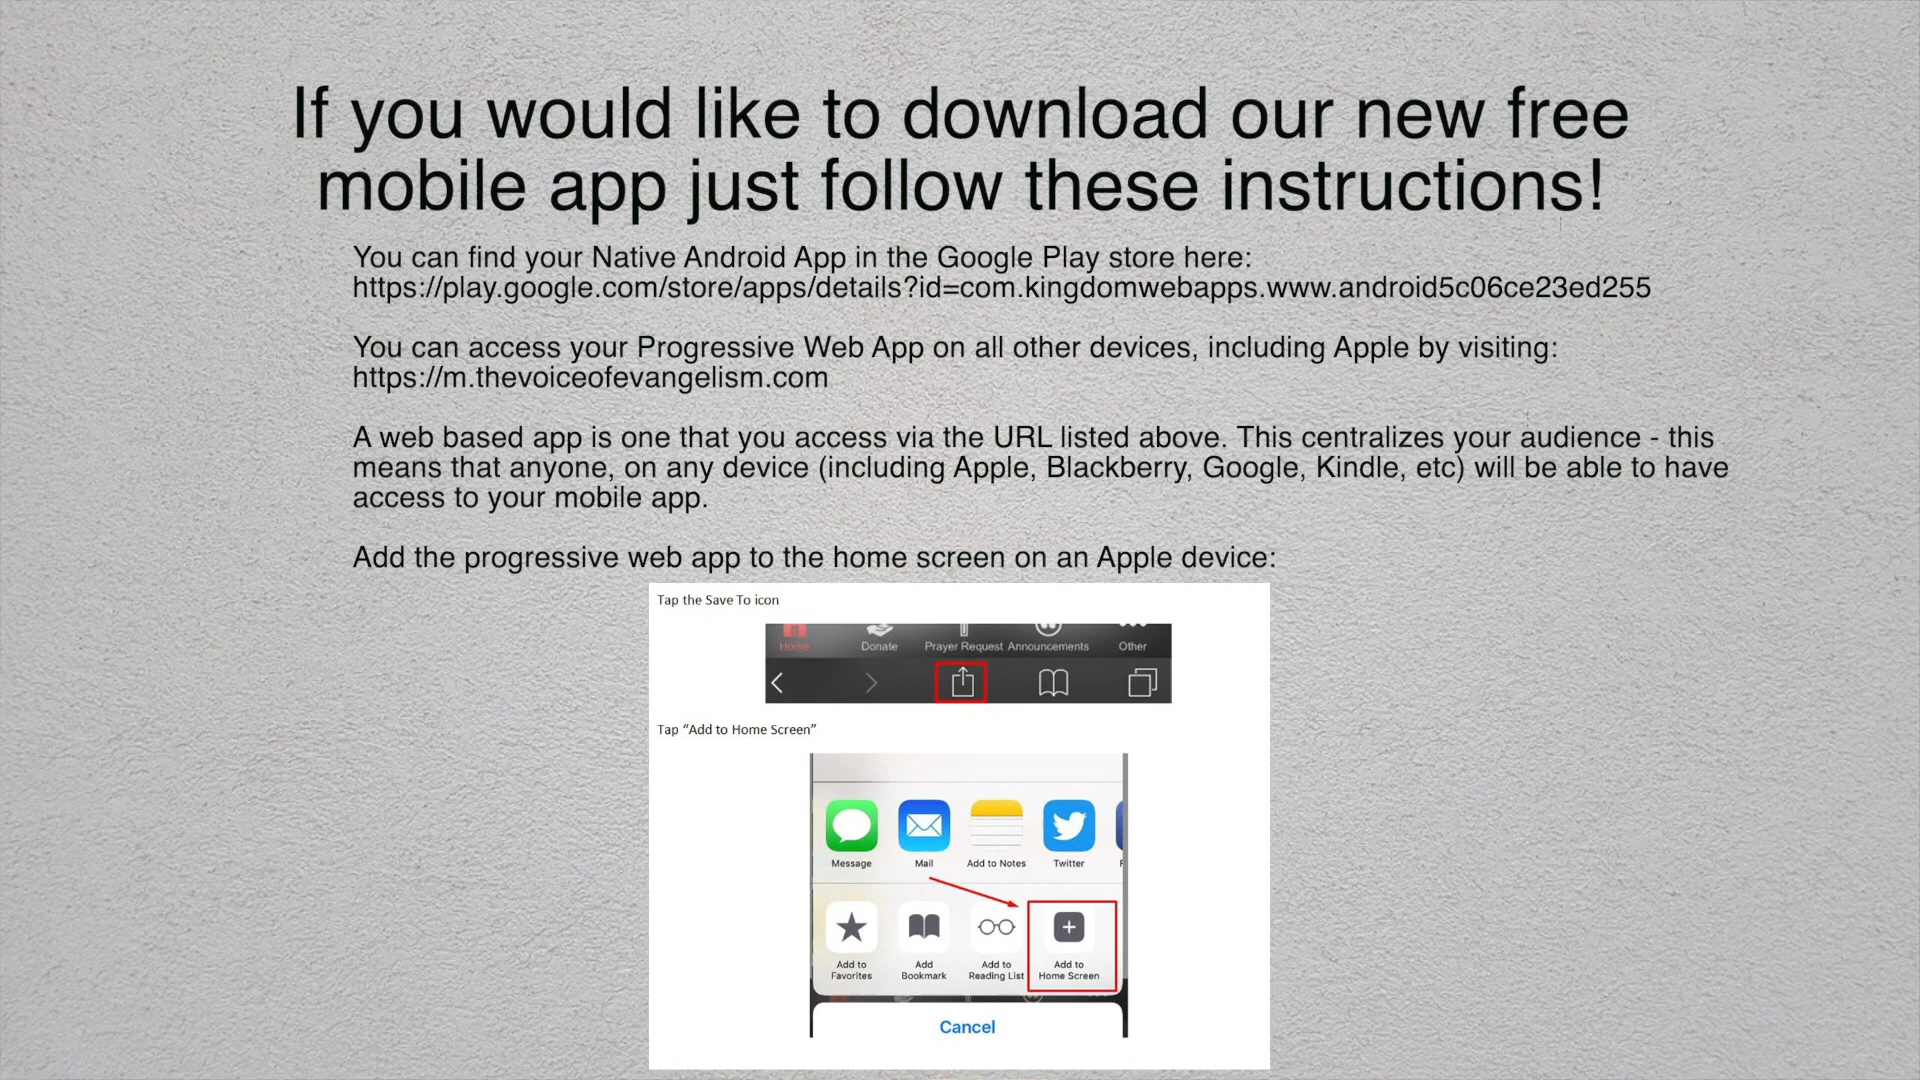 If you would like to download our new free
mobile app just follow these instructions!
You can find your Native Android App in the Google Play store here:
https://play.google.com/store/apps/details?id=com.kingdomwebapps.www.android5c06ce23ed255
You can access your Progressive Web App on all other devices, including Apple by visiting:
https://m.thevoiceofevangelism.com
A web based app is one that you access via the URL listed above. This centralizes your audience - this
means that anyone, on any device (including Apple, Blackberry, Google, Kindle, etc) will be able to have
access to your mobile app.
Add the progressive web app to the home screen on an Apple device:
Tap the Save To icon
Home Donate Prayer Request Announcements Other
Tap “Add to Home Screen”
Message Mail Add to Notes Twitter
Add to Add Add to Add to
Favorites Bookmark Reading List Home Screen
Cancel